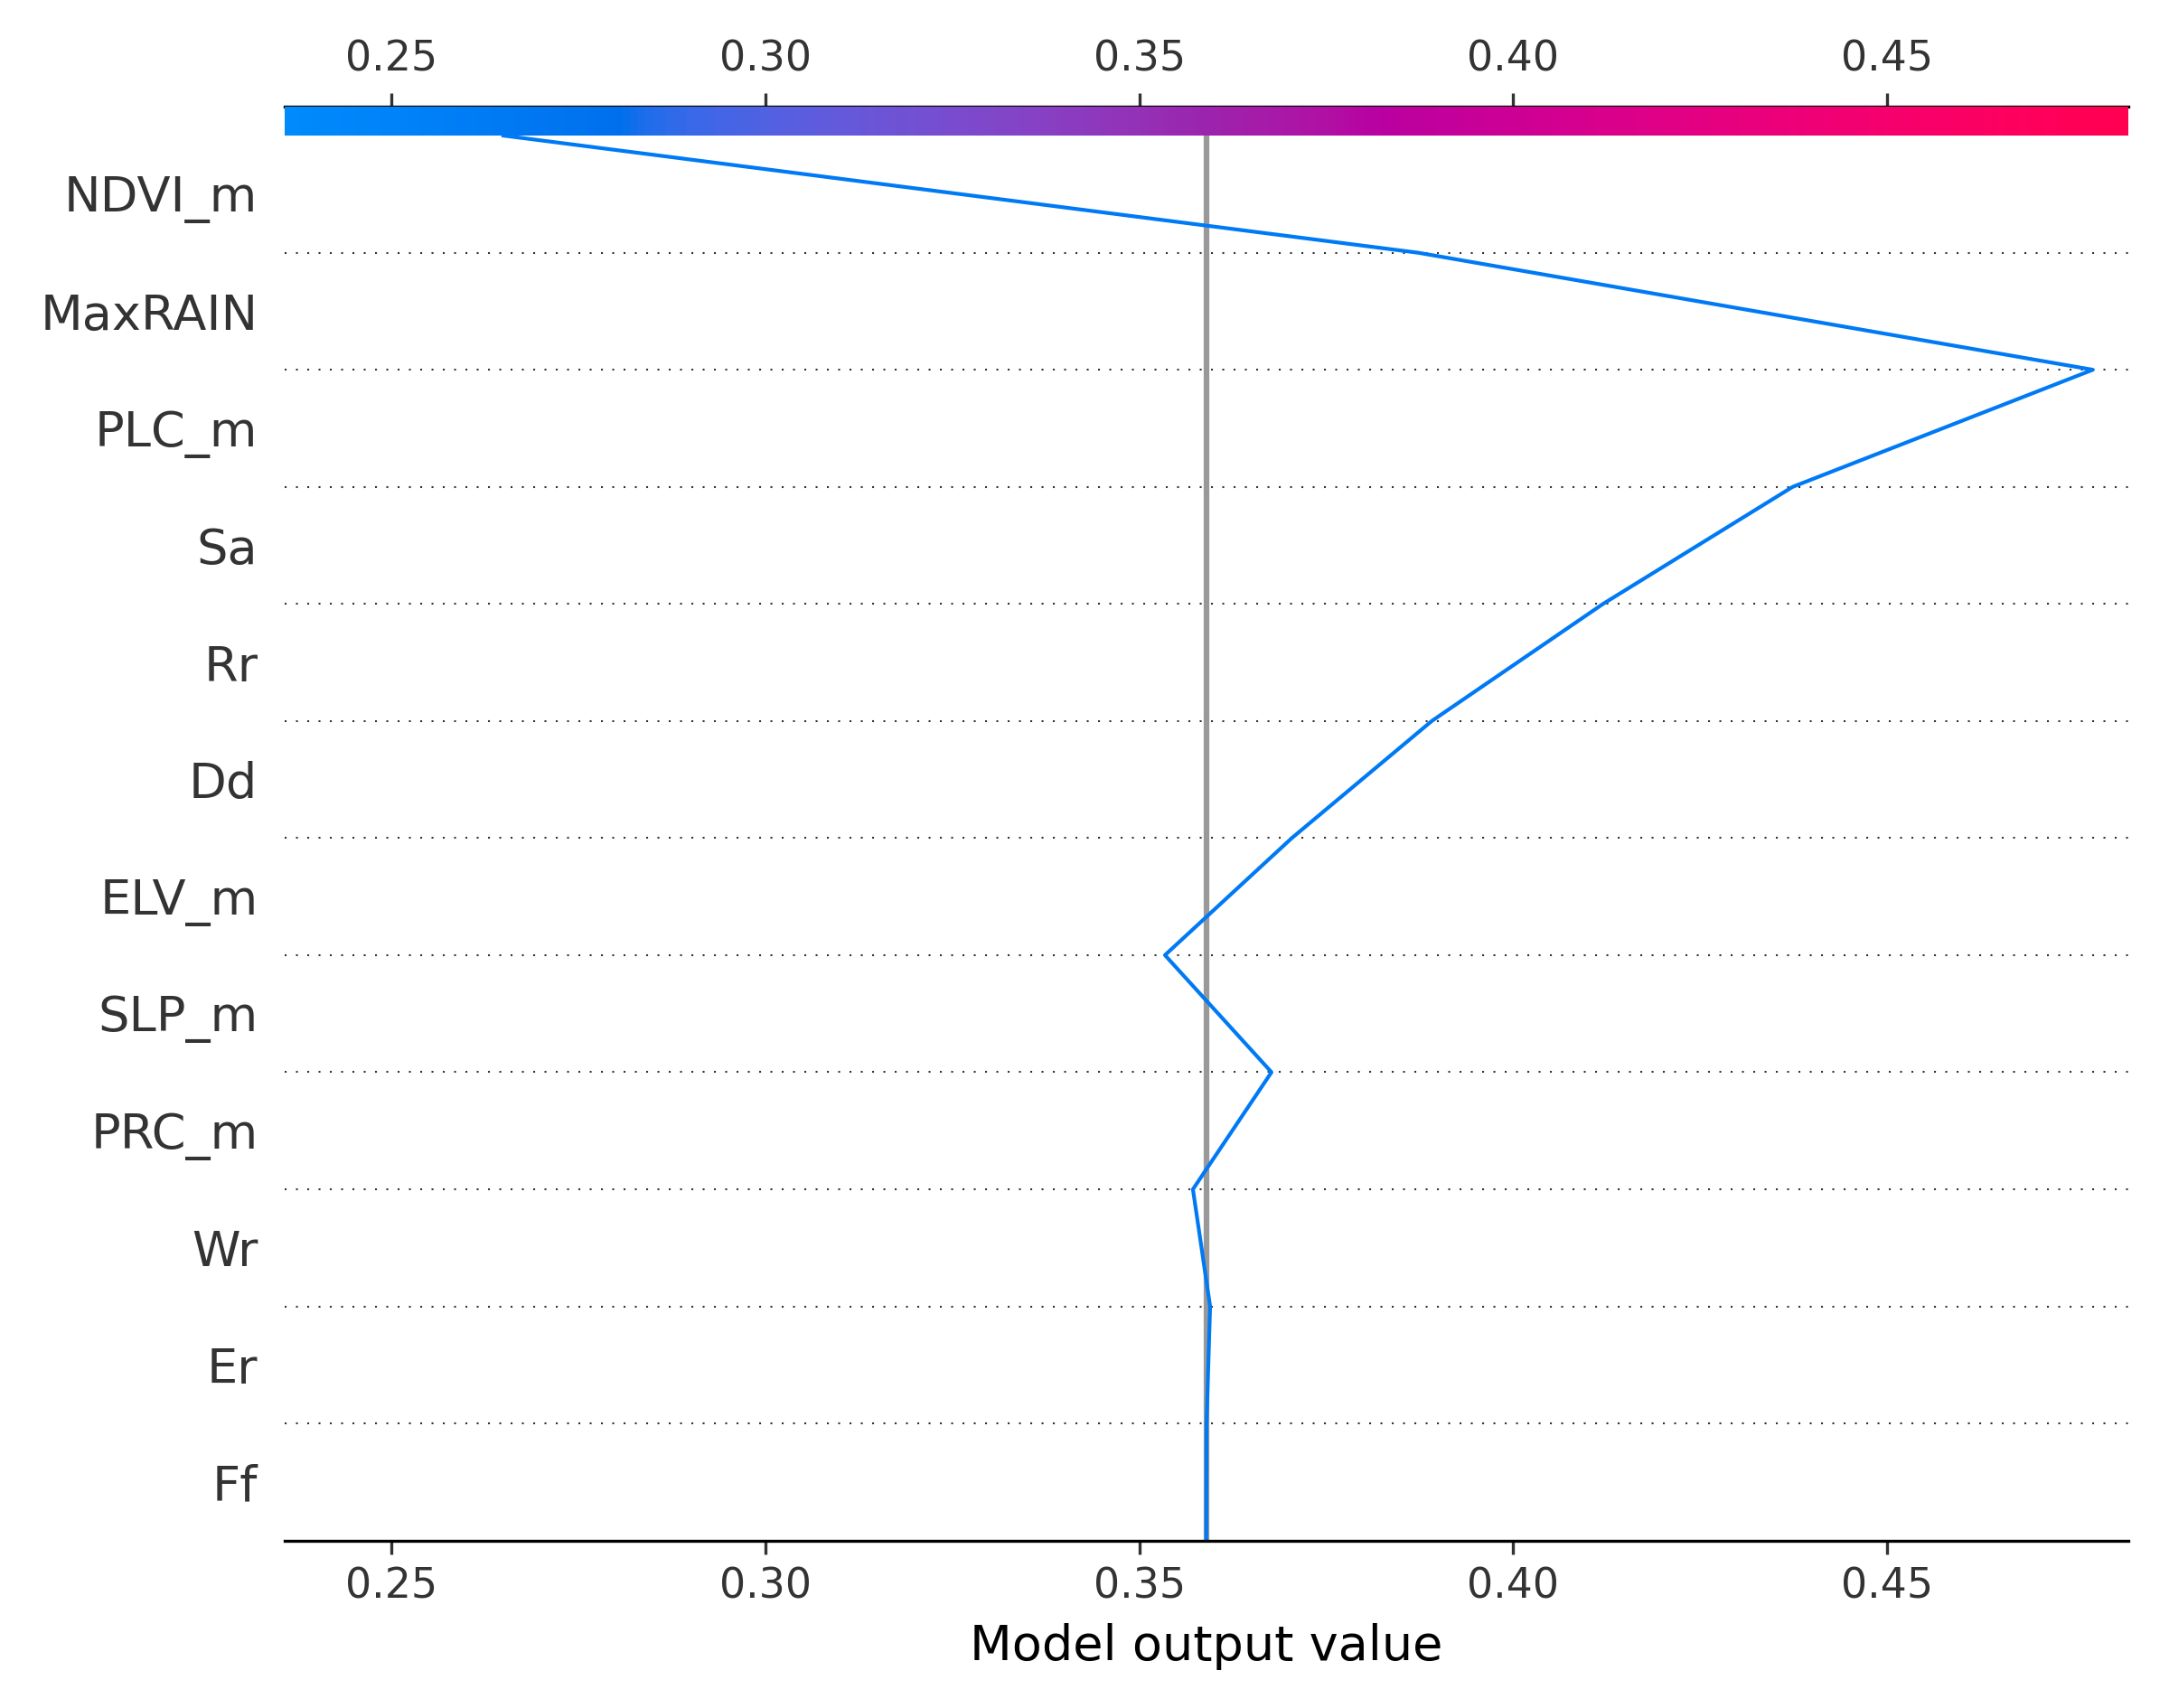 0.25 0.30 0.35 0.40 0.45
NDVI_m
MaxRAIN
PLC_m
Sa
Rr
Dd
ELV_m
SLP_m
PRC_m
Wr
Er
Ff
0.25 0.30 0.35 0.40 0.45
Model output value